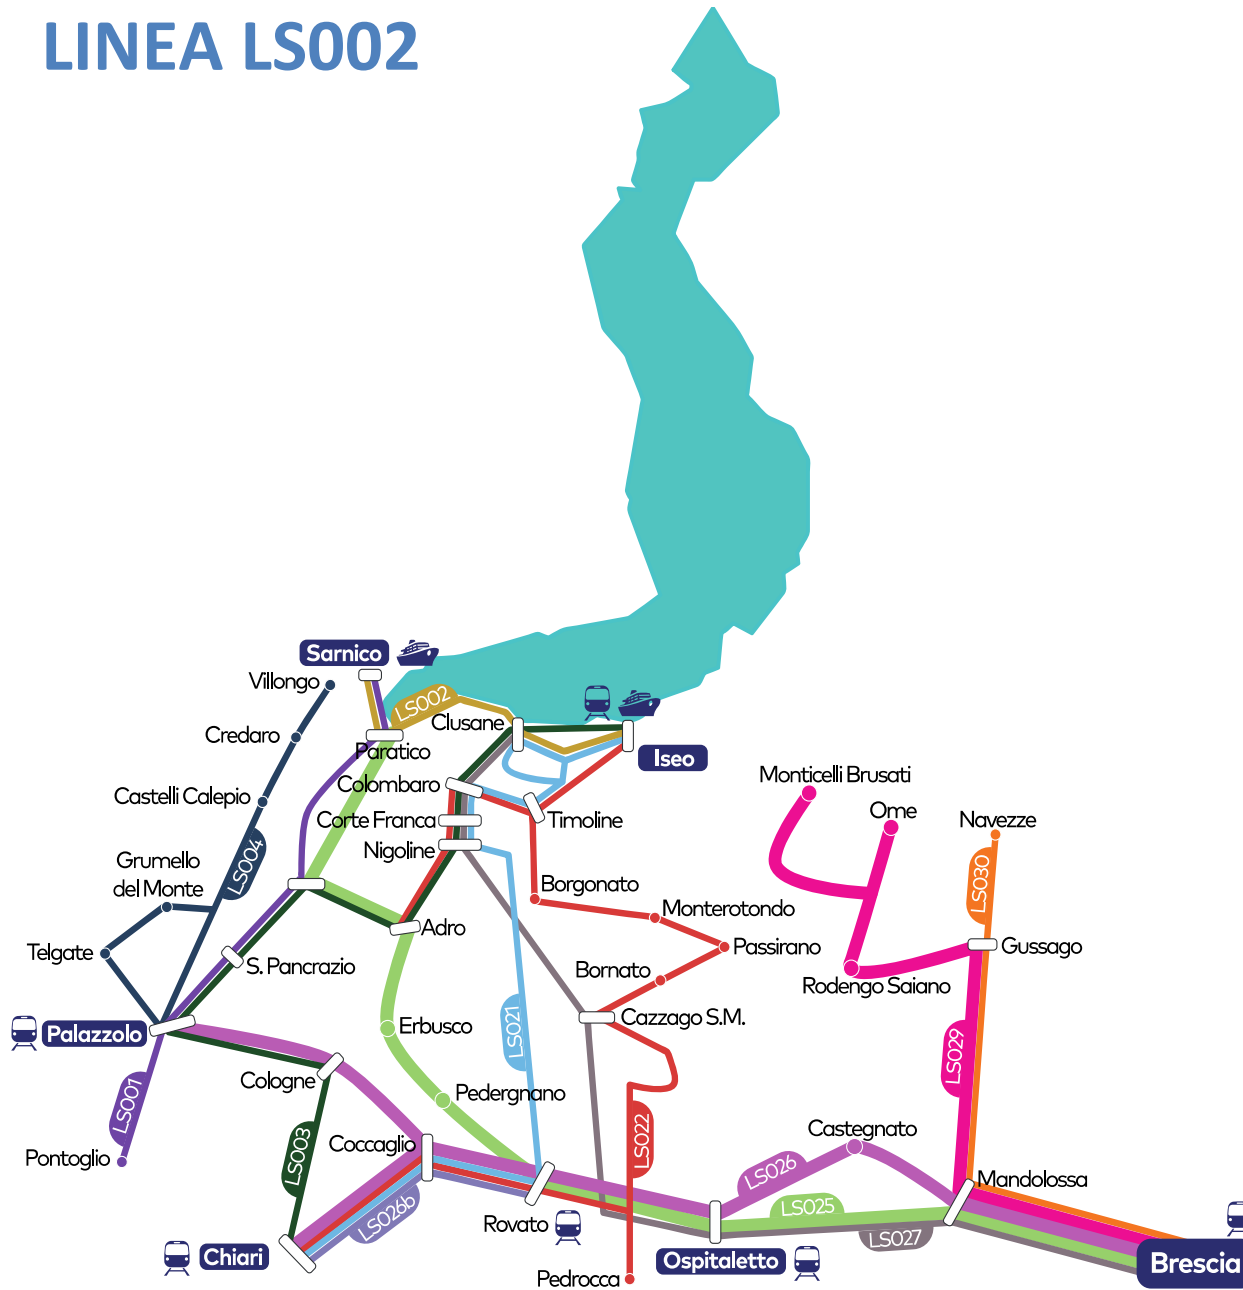 LINEA LS002
Sarnico
Villongo
LS002
Clusane
Credaro
Paratico
Iseo
Colombaro
Monticelli Brusati
Castelli Calepio
Ome
Corte Franca
Timoline
Navezze
Nigoline
LS004
Grumello
del Monte
LS030
Borgonato
Monterotondo
Adro
Passirano
Gussago
Telgate
S. Pancrazio
Bornato
Rodengo Saiano
Cazzago S.M.
Erbusco
Palazzolo
LS021
LS029
Cologne
Pedergnano
LS001
LS003
Coccaglio
LS022
Castegnato
Pontoglio
LS026
Mandolossa
LS026b
LS025
Rovato
LS027
Chiari
Ospitaletto
Brescia
Pedrocca